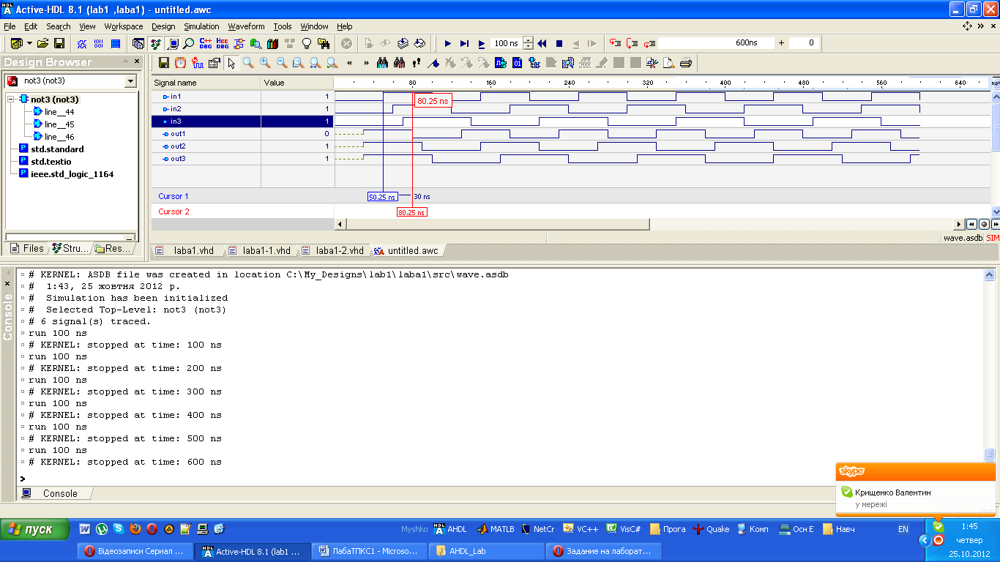 Active-HDL 8.1 (lab1 ,laba1) - untitled.awc
File Edit Search View Workspace Design Simulation Waveform Tools Window Help
100 ns 600ns + 0
Design Browser
not3 (not3)
not3 (not3)
line__44
line__45
line__46
std.standard
std.textio
ieee.std_logic_1164
Files Stru... Res...
Signal name Value 80 160 240 320 400 480 560 640 ns
in1 1
in2 1
in3 1
out1 0
out2 1
out3 1
80.25 ns
Cursor 1 50.25 ns 30 ns
Cursor 2 80.25 ns
wave.asdb SIM
laba1.vhd laba1-1.vhd laba1-2.vhd untitled.awc
Console
# KERNEL: ASDB file was created in location C:\My_Designs\lab1\laba1\src\wave.asdb
# 1:43, 25 жовтня 2012 р.
# Simulation has been initialized
# Selected Top-Level: not3 (not3)
# 6 signal(s) traced.
run 100 ns
# KERNEL: stopped at time: 100 ns
run 100 ns
# KERNEL: stopped at time: 200 ns
run 100 ns
# KERNEL: stopped at time: 300 ns
run 100 ns
# KERNEL: stopped at time: 400 ns
run 100 ns
# KERNEL: stopped at time: 500 ns
run 100 ns
# KERNEL: stopped at time: 600 ns
>
Console
skype
Крищенко Валентин
у мережі
пуск Myshko AHDL MATLB NetCr VC++ VisC# Прога Quake Комп Осн E Навч EN 1:45
четвер
25.10.2012
Відеозаписи Сериал ... Active-HDL 8.1 (lab1 ... ЛабаТПКС1 - Microso... AHDL_Lab Задание на лаборат...